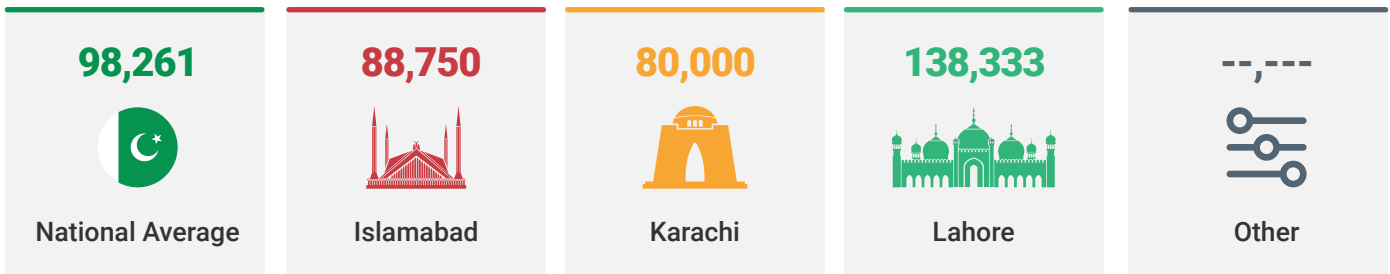 98,261
National Average
88,750
Islamabad
80,000
Karachi
138,333
Lahore
--,---
Other